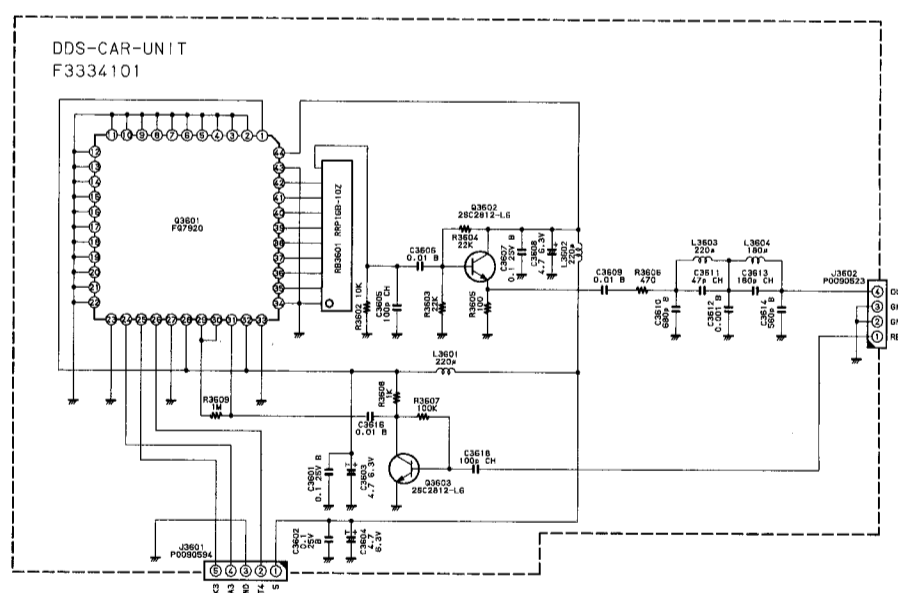 DDS-CAR-UNIT
F3334101
11 10 9 8 7 6 5 4 3 2 1
12
13
14
15
16
17
18
19
20
21
22
44
43
42
41
40
39
38
37
36
35
34
23 24 25 26 27 28 29 30 31 32 33
Q3601
FQ7920
RB3601 RRP16B-10Z
R3602 10K
C3605
100p CH
C3606
0.01 B
R3603
22K
R3604
22K
Q3602
2SC2812-L6
R3605
100
C3607
0.1 25V B
C3608
4.7 6.3V
L3602
220μ
C3609
0.01 B
R3606
470
C3610
680p B
L3603
220μ
C3611
47p CH
C3612
0.001 B
L3604
180μ
C3613
160p CH
C3614
560p B
J3602
P0090523
4
3
2
1
L3601
220μ
R3609
1M
R3608
1K
R3607
100K
C3616
0.01 B
C3618
100p CH
Q3603
2SC2812-L6
C3601
0.1 25V B
C3603
4.7 6.3V
C3602
0.1
25V
B
C3604
4.7
6.3V
J3601
P0090594
5 4 3 2 1